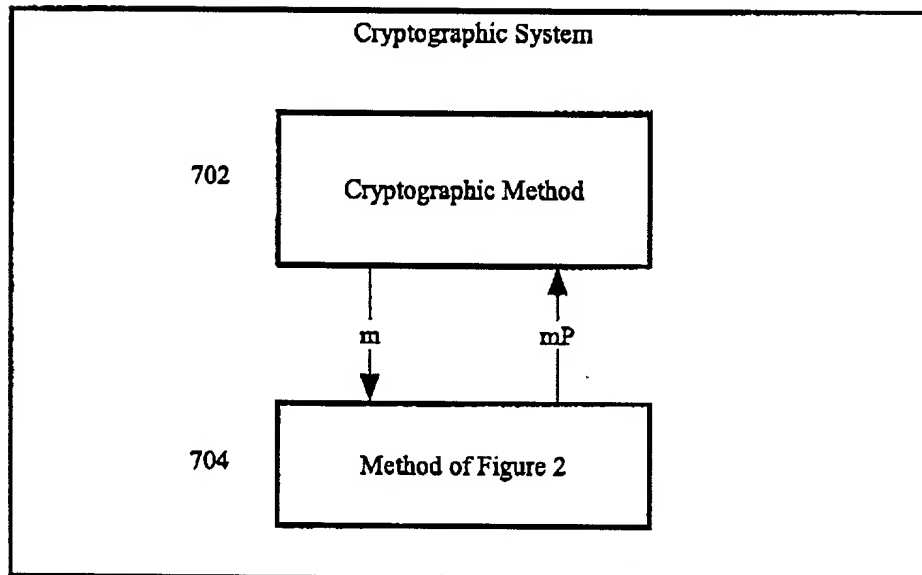 Cryptographic System
702
Cryptographic Method
m
mP
704
Method of Figure 2